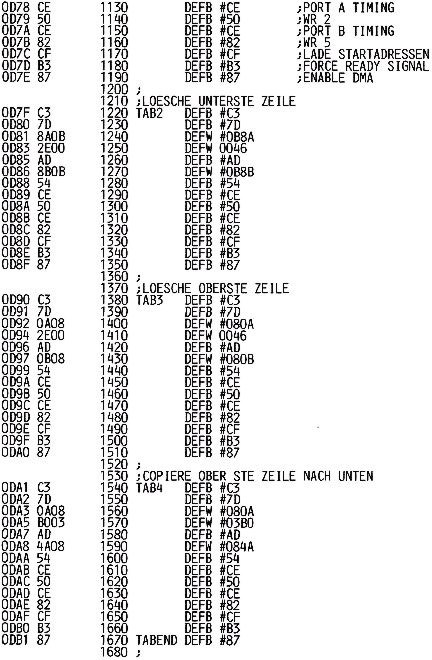 0D78 CE 1130 DEFB #CE ;PORT A TIMING
0D79 50 1140 DEFB #50 ;WR 2
0D7A CE 1150 DEFB #CE ;PORT B TIMING
0D7B 82 1160 DEFB #82 ;WR 5
0D7C CF 1170 DEFB #CF ;LADE STARTADRESSEN
0D7D B3 1180 DEFB #B3 ;FORCE READY SIGNAL
0D7E 87 1190 DEFB #87 ;ENABLE DMA
1200 ;
1210 ;LOESCHE UNTERSTE ZEILE
0D7F C3 1220 TAB2 DEFB #C3
0D80 7D 1230 DEFB #7D
0D81 8A0B 1240 DEFW #0B8A
0D83 2E00 1250 DEFW 0046
0D85 AD 1260 DEFB #AD
0D86 8B0B 1270 DEFW #0B8B
0D88 54 1280 DEFB #54
0D89 CE 1290 DEFB #CE
0D8A 50 1300 DEFB #50
0D8B CE 1310 DEFB #CE
0D8C 82 1320 DEFB #82
0D8D CF 1330 DEFB #CF
0D8E B3 1340 DEFB #B3
0D8F 87 1350 DEFB #87
1360 ;
1370 ;LOESCHE OBERSTE ZEILE
0D90 C3 1380 TAB3 DEFB #C3
0D91 7D 1390 DEFB #7D
0D92 0A08 1400 DEFW #080A
0D94 2E00 1410 DEFW 0046
0D96 AD 1420 DEFB #AD
0D97 0B08 1430 DEFW #080B
0D99 54 1440 DEFB #54
0D9A CE 1450 DEFB #CE
0D9B 50 1460 DEFB #50
0D9C CE 1470 DEFB #CE
0D9D 82 1480 DEFB #82
0D9E CF 1490 DEFB #CF
0D9F B3 1500 DEFB #B3
0DA0 87 1510 DEFB #87
1520 ;
1530 ;COPIERE OBER STE ZEILE NACH UNTEN
0DA1 C3 1540 TAB4 DEFB #C3
0DA2 7D 1550 DEFB #7D
0DA3 0A08 1560 DEFW #080A
0DA5 B003 1570 DEFW #03B0
0DA7 AD 1580 DEFB #AD
0DA8 4A08 1590 DEFW #084A
0DAA 54 1600 DEFB #54
0DAB CE 1610 DEFB #CE
0DAC 50 1620 DEFB #50
0DAD CE 1630 DEFB #CE
0DAE 82 1640 DEFB #82
0DAF CF 1650 DEFB #CF
0DB0 B3 1660 DEFB #B3
0DB1 87 1670 TABEND DEFB #87
1680 ;